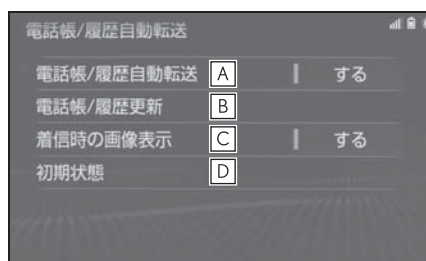 電話帳/履歴自動転送
電話帳/履歴自動転送 A する
電話帳/履歴更新 B
着信時の画像表示 C する
初期状態 D